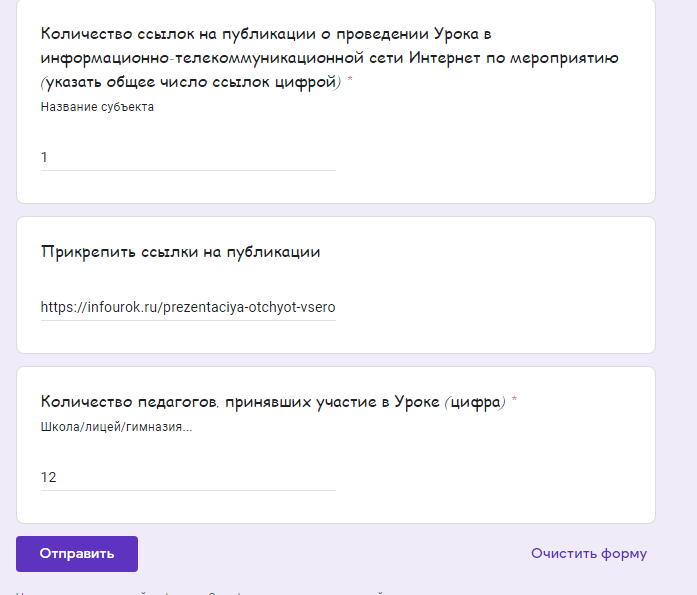 Количество ссылок на публикации о проведении Урока в
информационно-телекоммуникационной сети Интернет по мероприятию
(указать общее число ссылок цифрой) *
Название субъекта
1
Прикрепить ссылки на публикации
https://infourok.ru/prezentaciya-otchyot-vsero
Количество педагогов, принявших участие в Уроке (цифра) *
Школа/лицей/гимназия...
12
Отправить
Очистить форму